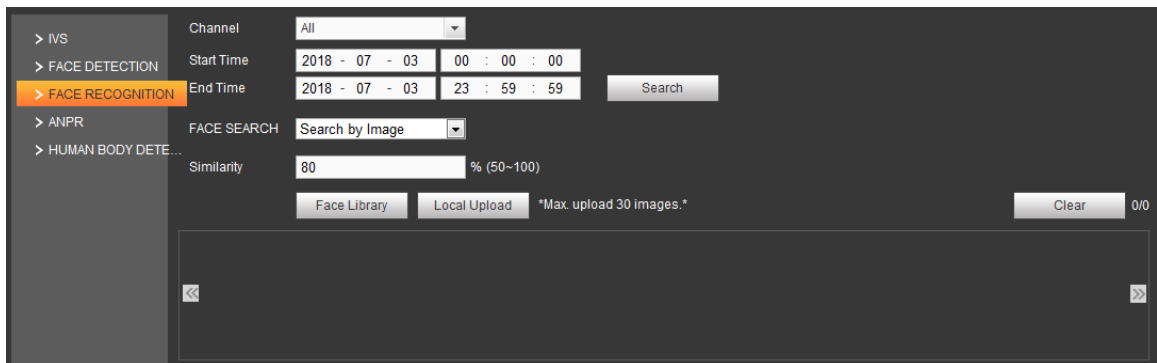 > IVS
> FACE DETECTION
> FACE RECOGNITION
> ANPR
> HUMAN BODY DETE...
Channel All
Start Time 2018 - 07 - 03 00 : 00 : 00
End Time 2018 - 07 - 03 23 : 59 : 59 Search
FACE SEARCH Search by Image
Similarity 80 % (50~100)
Face Library Local Upload *Max. upload 30 images.* Clear 0/0